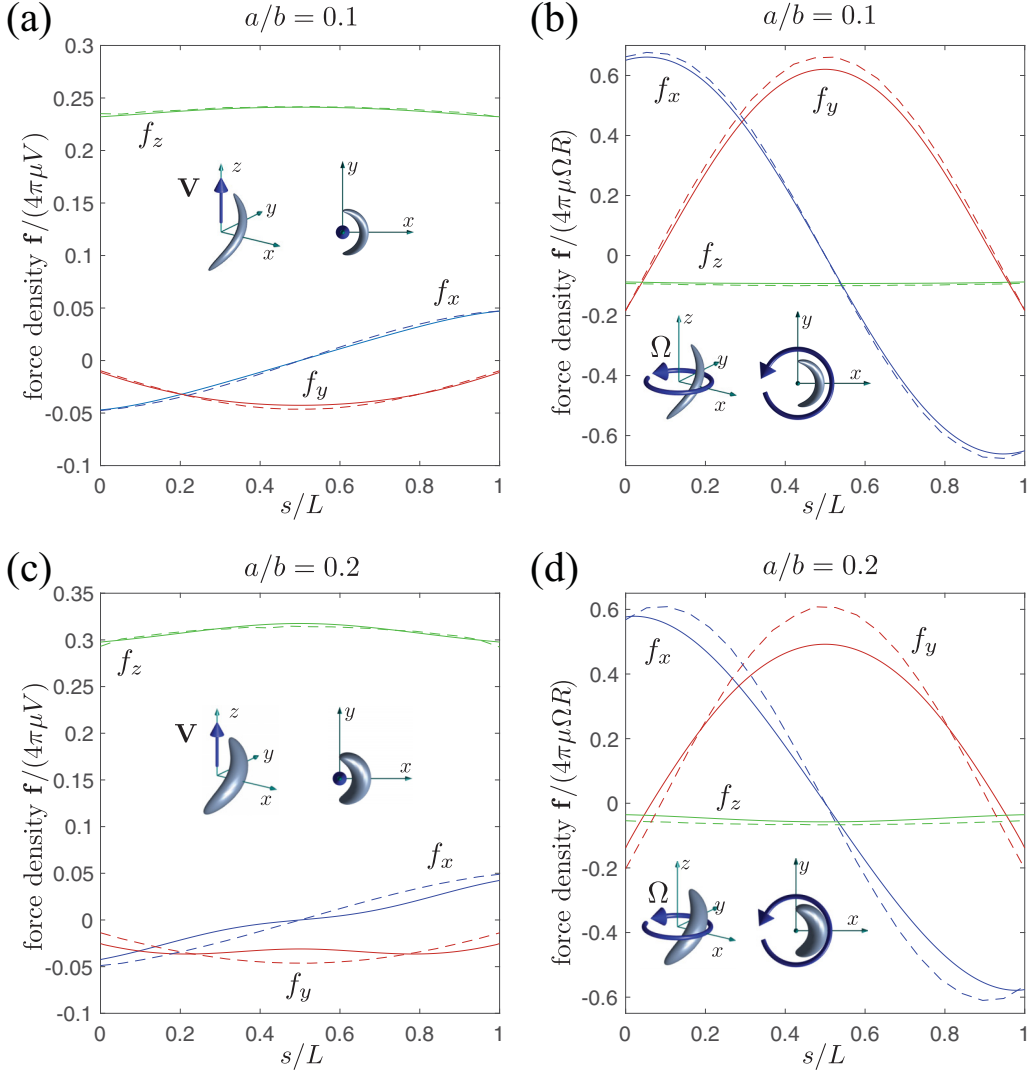 (a)
a/b = 0.1
force density f/(4πμV)
0.3
0.25
0.2
0.15
0.1
0.05
0
-0.05
-0.1
f_z
V
z
y
x
y
x
f_x
f_y
0 0.2 0.4 0.6 0.8 1
s/L
(b)
a/b = 0.1
force density f/(4πμΩR)
0.6
0.4
0.2
0
-0.2
-0.4
-0.6
f_x
f_y
f_z
Ω
z
y
x
y
x
0 0.2 0.4 0.6 0.8 1
s/L
(c)
a/b = 0.2
force density f/(4πμV)
0.35
0.3
0.25
0.2
0.15
0.1
0.05
0
-0.05
-0.1
f_z
V
z
y
x
y
x
f_x
f_y
0 0.2 0.4 0.6 0.8 1
s/L
(d)
a/b = 0.2
force density f/(4πμΩR)
0.6
0.4
0.2
0
-0.2
-0.4
-0.6
f_x
f_y
f_z
Ω
z
y
x
y
x
0 0.2 0.4 0.6 0.8 1
s/L